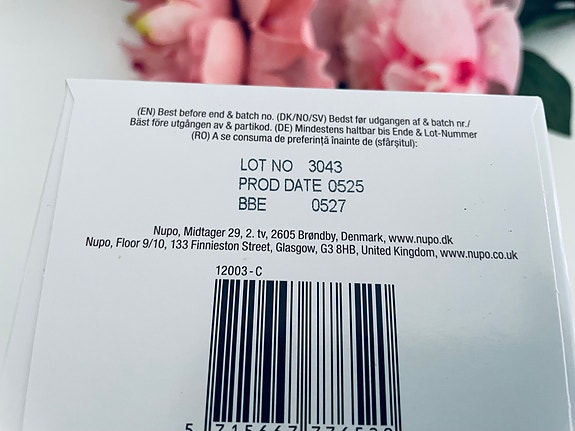 (EN) Best before end & batch no. (DK/NO/SV) Bedst før udgangen af & batch nr./
Bäst före utgången av & partikod. (DE) Mindestens haltbar bis Ende & Lot-Nummer
(RO) A se consuma de preferință înainte de (sfârșitul):
LOT NO 3043
PROD DATE 0525
BBE 0527
Nupo, Midtager 29, 2. tv, 2605 Brøndby, Denmark, www.nupo.dk
Nupo, Floor 9/10, 133 Finnieston Street, Glasgow, G3 8HB, United Kingdom, www.nupo.co.uk
12003-C